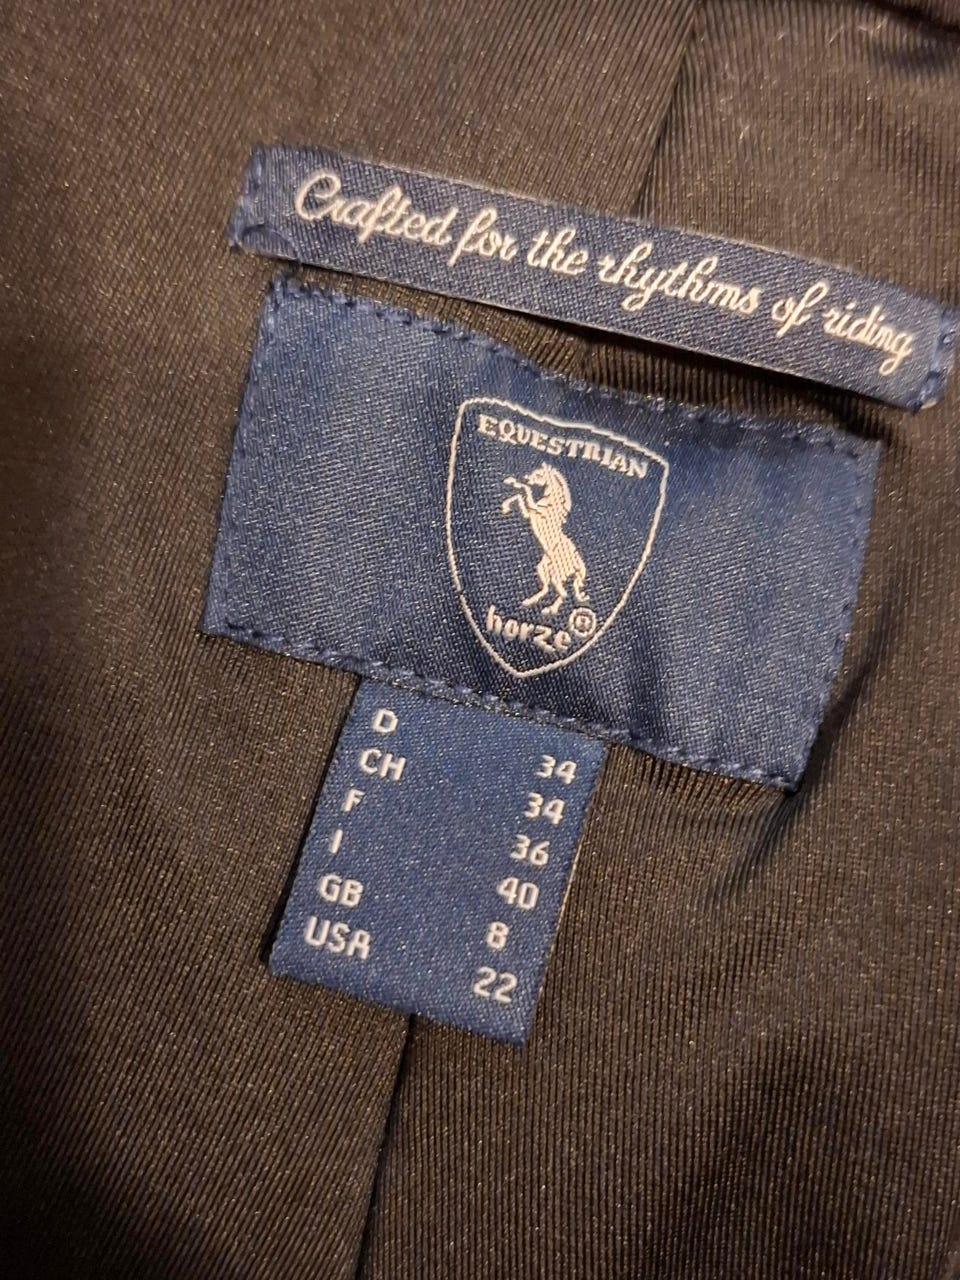 Crafted for the rhythms of riding
EQUESTRIAN
horze®
D 34
CH 34
F 36
I 40
GB 8
USA 22